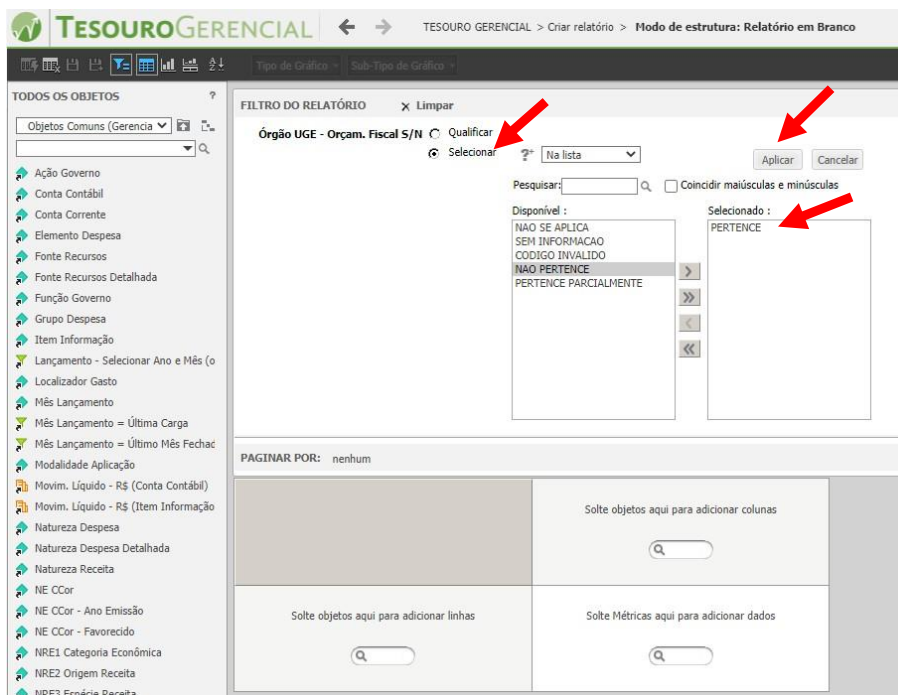 TESOUROGERENCIAL
TESOURO GERENCIAL > Criar relatório > Modo de estrutura: Relatório em Branco
Tipo de Gráfico Sub-Tipo de Gráfico
TODOS OS OBJETOS ?
Objetos Comuns (Gerencia
Ação Governo
Conta Contábil
Conta Corrente
Elemento Despesa
Fonte Recursos
Fonte Recursos Detalhada
Função Governo
Grupo Despesa
Item Informação
Lançamento - Selecionar Ano e Mês (o
Localizador Gasto
Mês Lançamento
Mês Lançamento = Última Carga
Mês Lançamento = Último Mês Fechad
Modalidade Aplicação
Movim. Líquido - R$ (Conta Contábil)
Movim. Líquido - R$ (Item Informação
Natureza Despesa
Natureza Despesa Detalhada
Natureza Receita
NE CCor
NE CCor - Ano Emissão
NE CCor - Favorecido
NRE1 Categoria Econômica
NRE2 Origem Receita
NRE3 Espécie Receita
FILTRO DO RELATÓRIO x Limpar
Órgão UGE - Orçam. Fiscal S/N Qualificar
Selecionar ?+ Na lista
Aplicar Cancelar
Pesquisar: Coincidir maiúsculas e minúsculas
Disponível :
NAO SE APLICA
SEM INFORMACAO
CODIGO INVALIDO
NAO PERTENCE
PERTENCE PARCIALMENTE
Selecionado :
PERTENCE
PAGINAR POR: nenhum
Solte objetos aqui para adicionar colunas
Solte objetos aqui para adicionar linhas
Solte Métricas aqui para adicionar dados